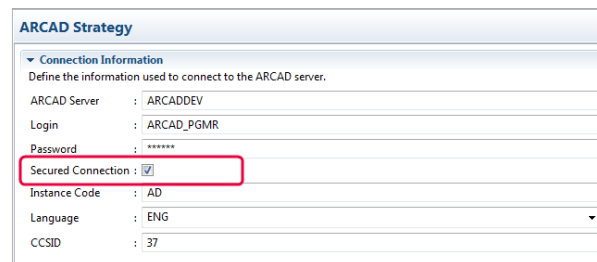 ARCAD Strategy
Connection Information
Define the information used to connect to the ARCAD server.
ARCAD Server : ARCADDEV
Login : ARCAD_PGMR
Password : ******
Secured Connection :
Instance Code : AD
Language : ENG
CCSID : 37